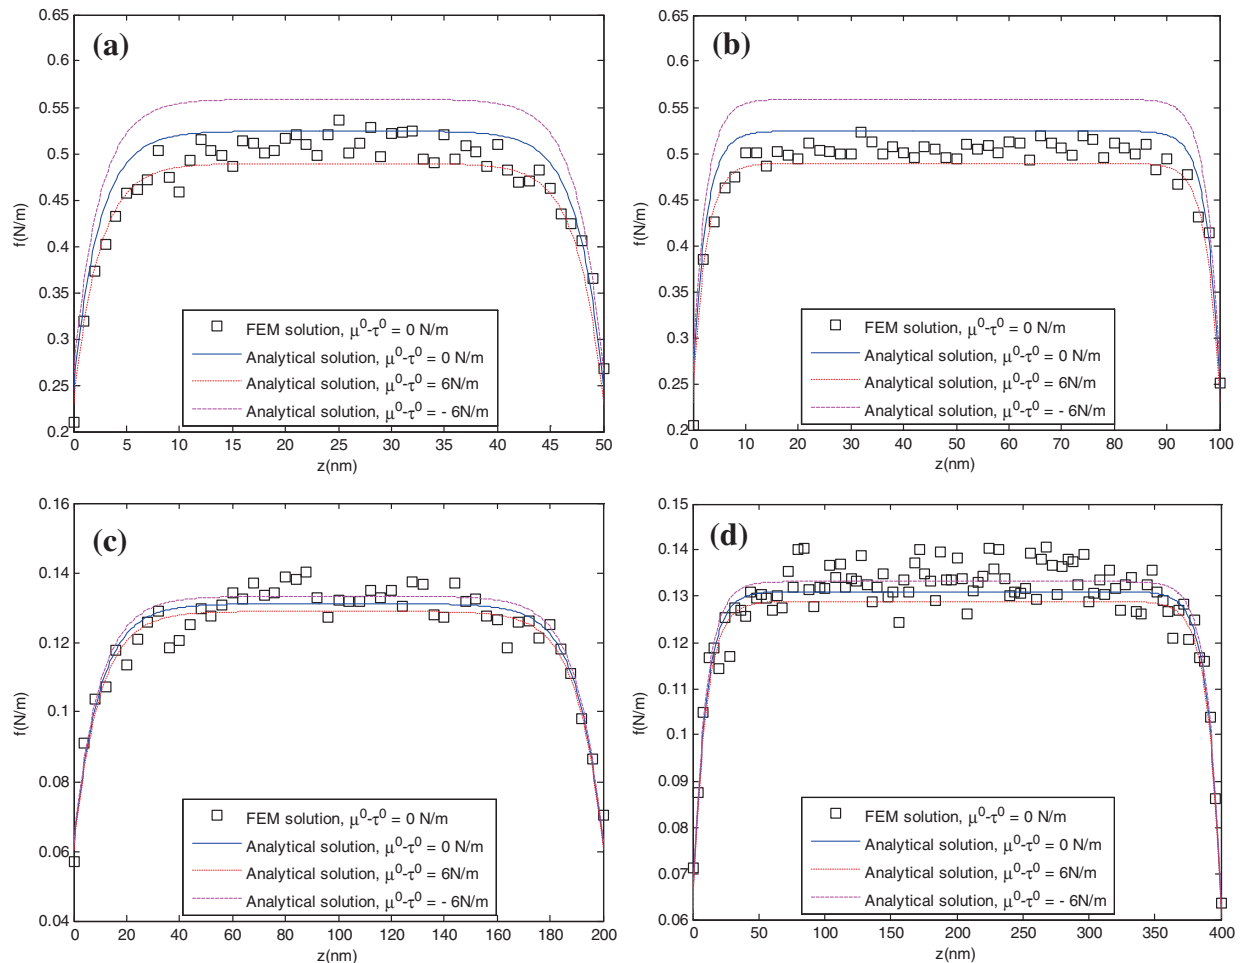 (a)
0.65
0.6
0.55
0.5
0.45
0.4
0.35
0.3
0.25
0.2
f(N/m)
FEM solution, μ⁰-τ⁰ = 0 N/m
Analytical solution, μ⁰-τ⁰ = 0 N/m
Analytical solution, μ⁰-τ⁰ = 6N/m
Analytical solution, μ⁰-τ⁰ = - 6N/m
0 5 10 15 20 25 30 35 40 45 50
z(nm)
(b)
0.65
0.6
0.55
0.5
0.45
0.4
0.35
0.3
0.25
0.2
f(N/m)
FEM solution, μ⁰-τ⁰ = 0 N/m
Analytical solution, μ⁰-τ⁰ = 0 N/m
Analytical solution, μ⁰-τ⁰ = 6N/m
Analytical solution, μ⁰-τ⁰ = - 6N/m
0 10 20 30 40 50 60 70 80 90 100
z(nm)
(c)
0.16
0.14
0.12
0.1
0.08
0.06
0.04
f(N/m)
FEM solution, μ⁰-τ⁰ = 0 N/m
Analytical solution, μ⁰-τ⁰ = 0 N/m
Analytical solution, μ⁰-τ⁰ = 6N/m
Analytical solution, μ⁰-τ⁰ = - 6N/m
0 20 40 60 80 100 120 140 160 180 200
z(nm)
(d)
0.15
0.14
0.13
0.12
0.11
0.1
0.09
0.08
0.07
0.06
f(N/m)
FEM solution, μ⁰-τ⁰ = 0 N/m
Analytical solution, μ⁰-τ⁰ = 0 N/m
Analytical solution, μ⁰-τ⁰ = 6N/m
Analytical solution, μ⁰-τ⁰ = - 6N/m
0 50 100 150 200 250 300 350 400
z(nm)